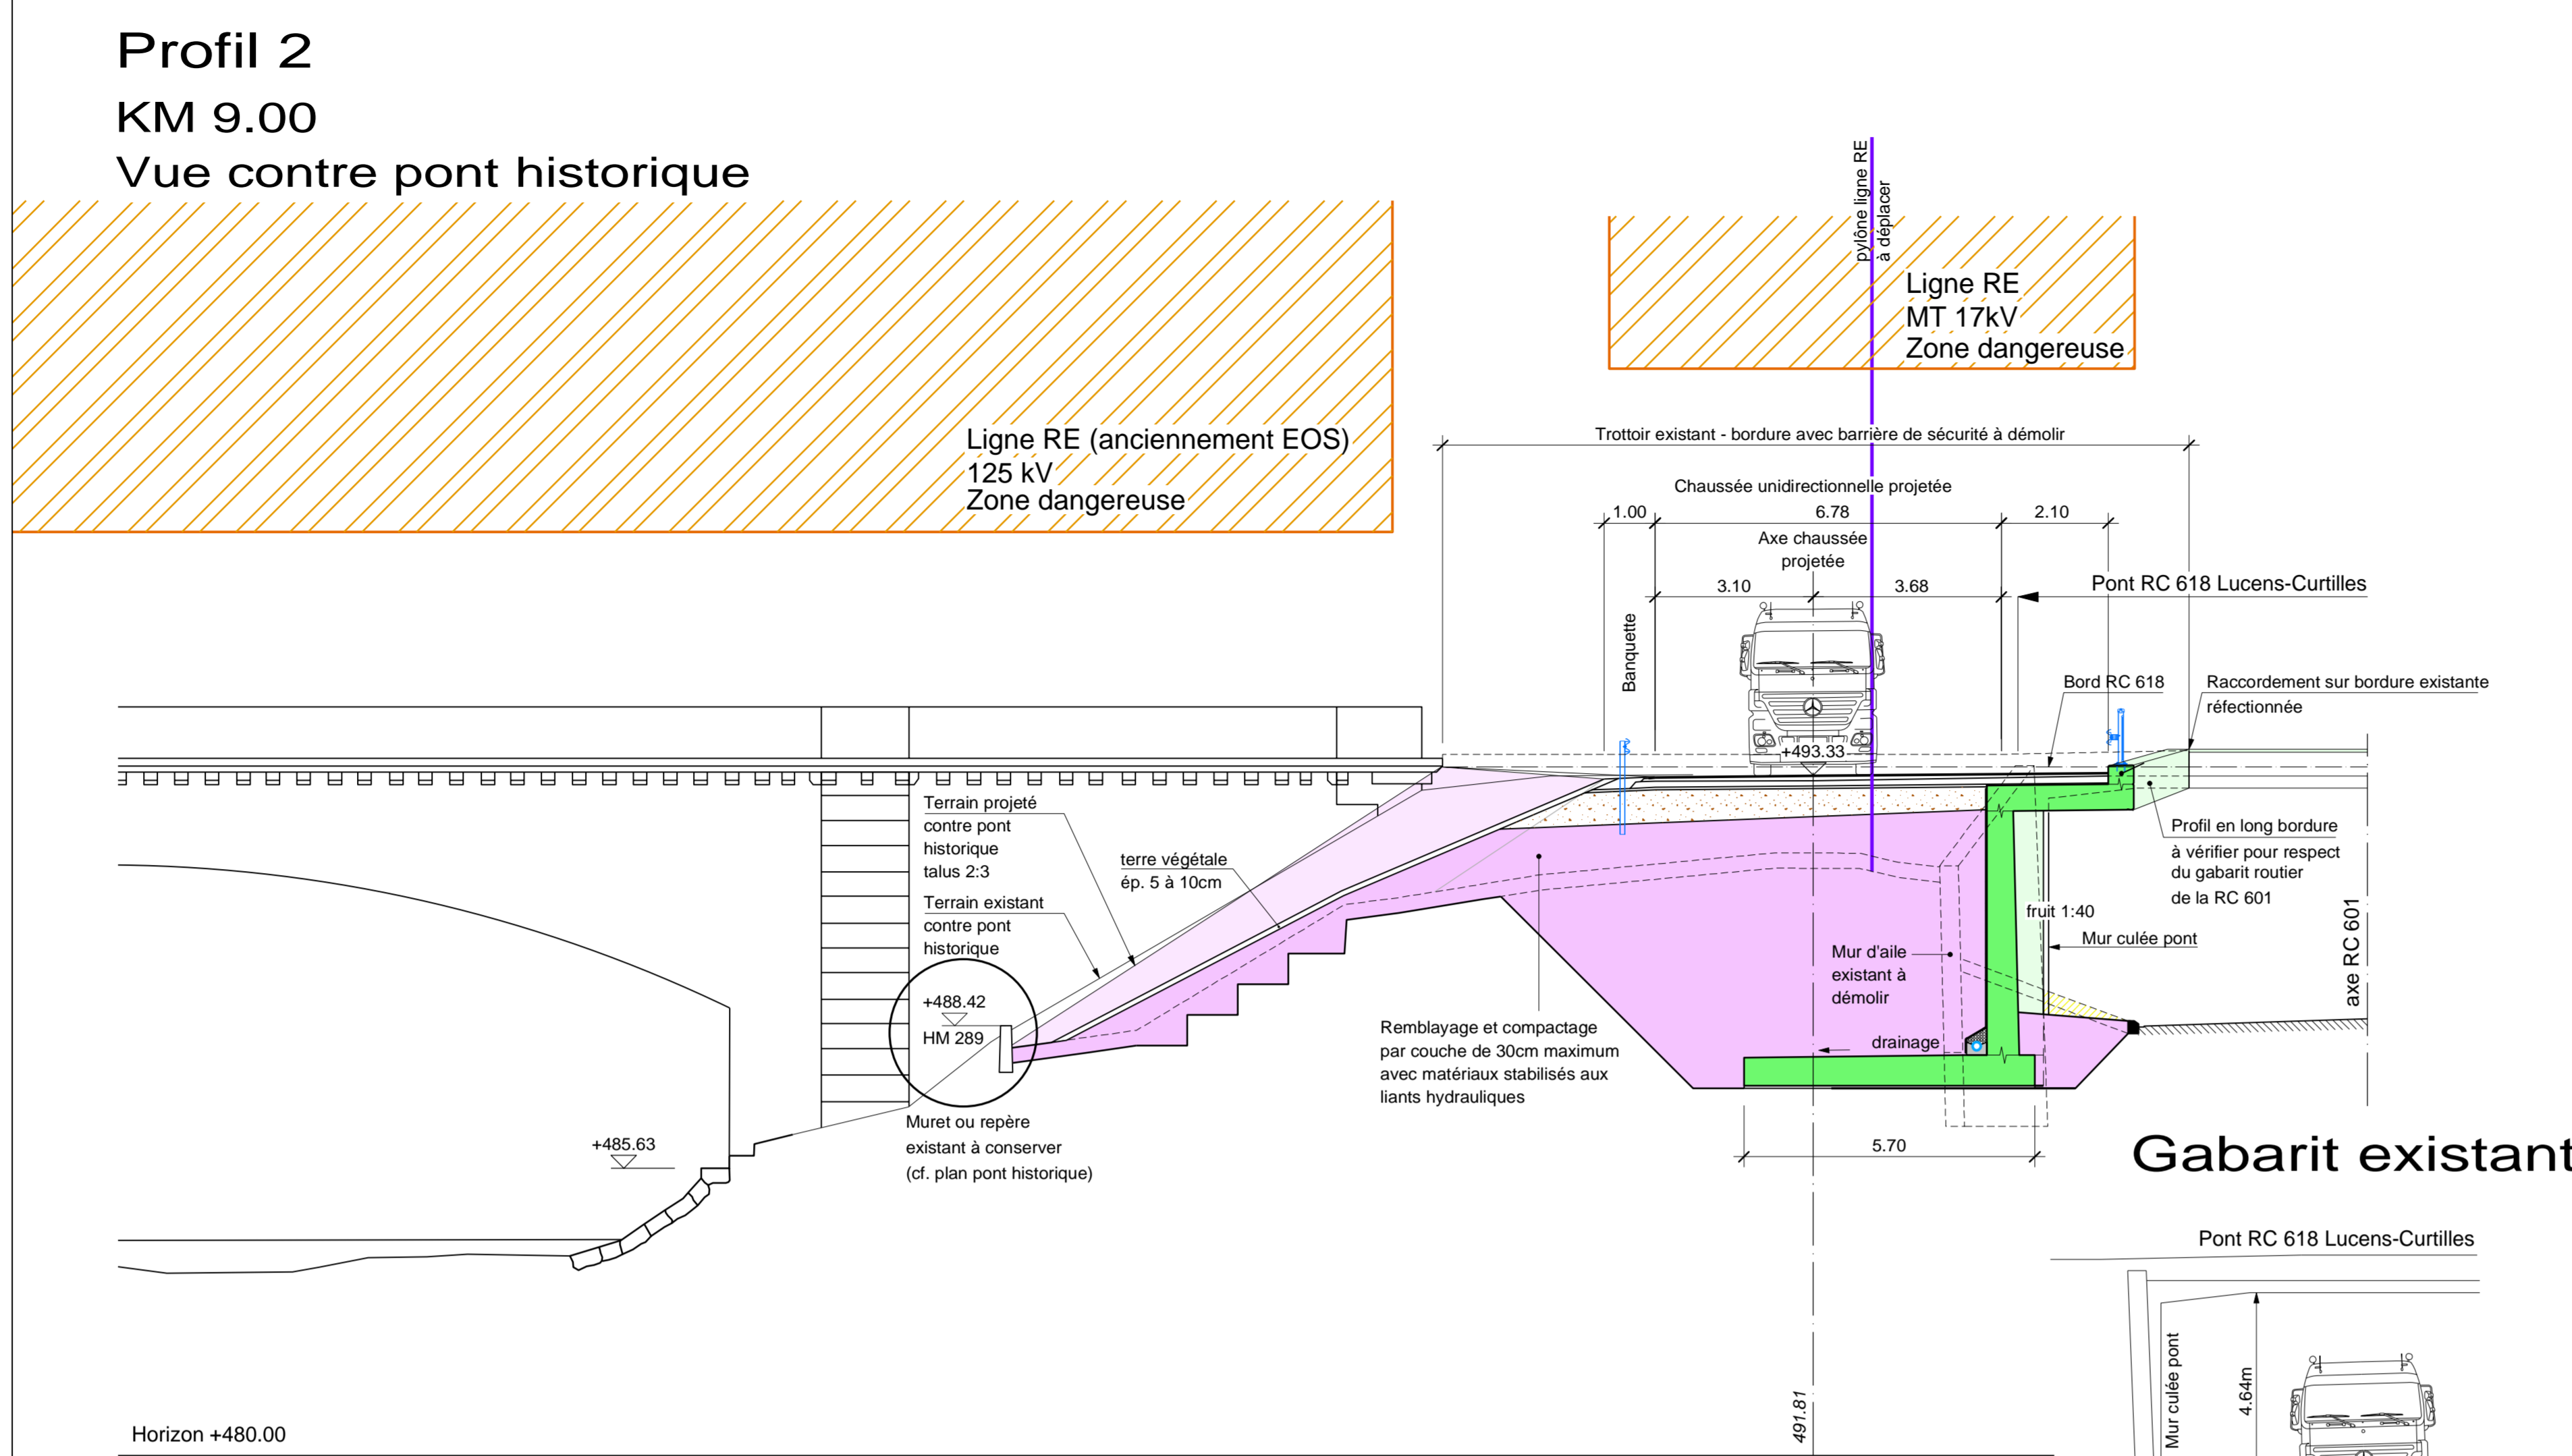 Profil 2
KM 9.00
Vue contre pont historique
pylône ligne RE
à déplacer
Ligne RE
MT 17kV
Zone dangereuse
Ligne RE (anciennement EOS)
125 kV
Zone dangereuse
Trottoir existant - bordure avec barrière de sécurité à démolir
Chaussée unidirectionnelle projetée
1.00
6.78
2.10
Axe chaussée
projetée
3.10
3.68
Pont RC 618 Lucens-Curtilles
Banquette
Bord RC 618
Raccordement sur bordure existante
réfectionnée
+493.33
Terrain projeté
contre pont
historique
talus 2:3
terre végétale
ép. 5 à 10cm
Terrain existant
contre pont
historique
Profil en long bordure
à vérifier pour respect
du gabarit routier
de la RC 601
fruit 1:40
Mur culée pont
axe RC 601
Mur d'aile
existant à
démolir
+488.42
HM 289
Remblayage et compactage
par couche de 30cm maximum
avec matériaux stabilisés aux
liants hydrauliques
drainage
Muret ou repère
existant à conserver
(cf. plan pont historique)
+485.63
5.70
Gabarit existant
Pont RC 618 Lucens-Curtilles
Mur culée pont
4.64m
491.81
Horizon +480.00